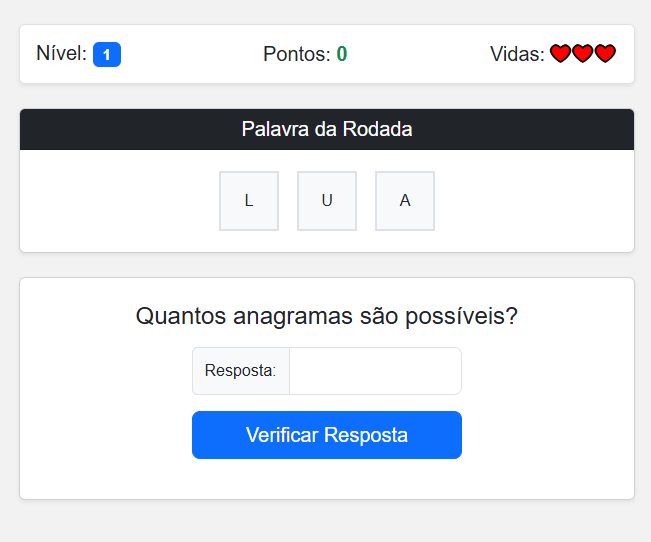 Nível: 1 Pontos: 0 Vidas:
Palavra da Rodada
L U A
Quantos anagramas são possíveis?
Resposta:
Verificar Resposta